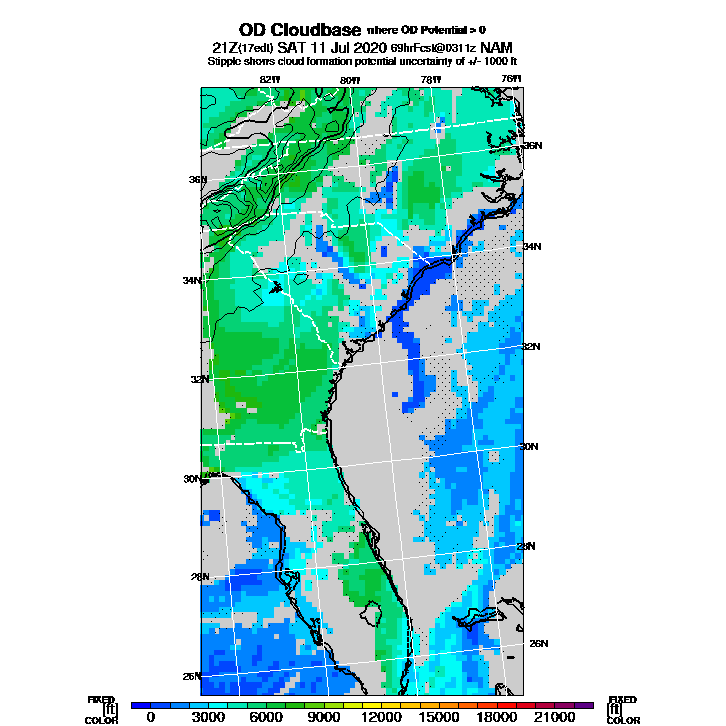 OD Cloudbase where OD Potential > 0
21Z(17edt) SAT 11 Jul 2020 69hrFcst@0311z NAM
Stipple shows cloud formation potential uncertainty of +/- 1000 ft
82W 80W 78W 76W
36N
36N
34N
34N
32N
32N
30N
30N
28N
28N
26N
26N
FIXED FIXED
[ft] [ft]
COLOR COLOR
0 3000 6000 9000 12000 15000 18000 21000